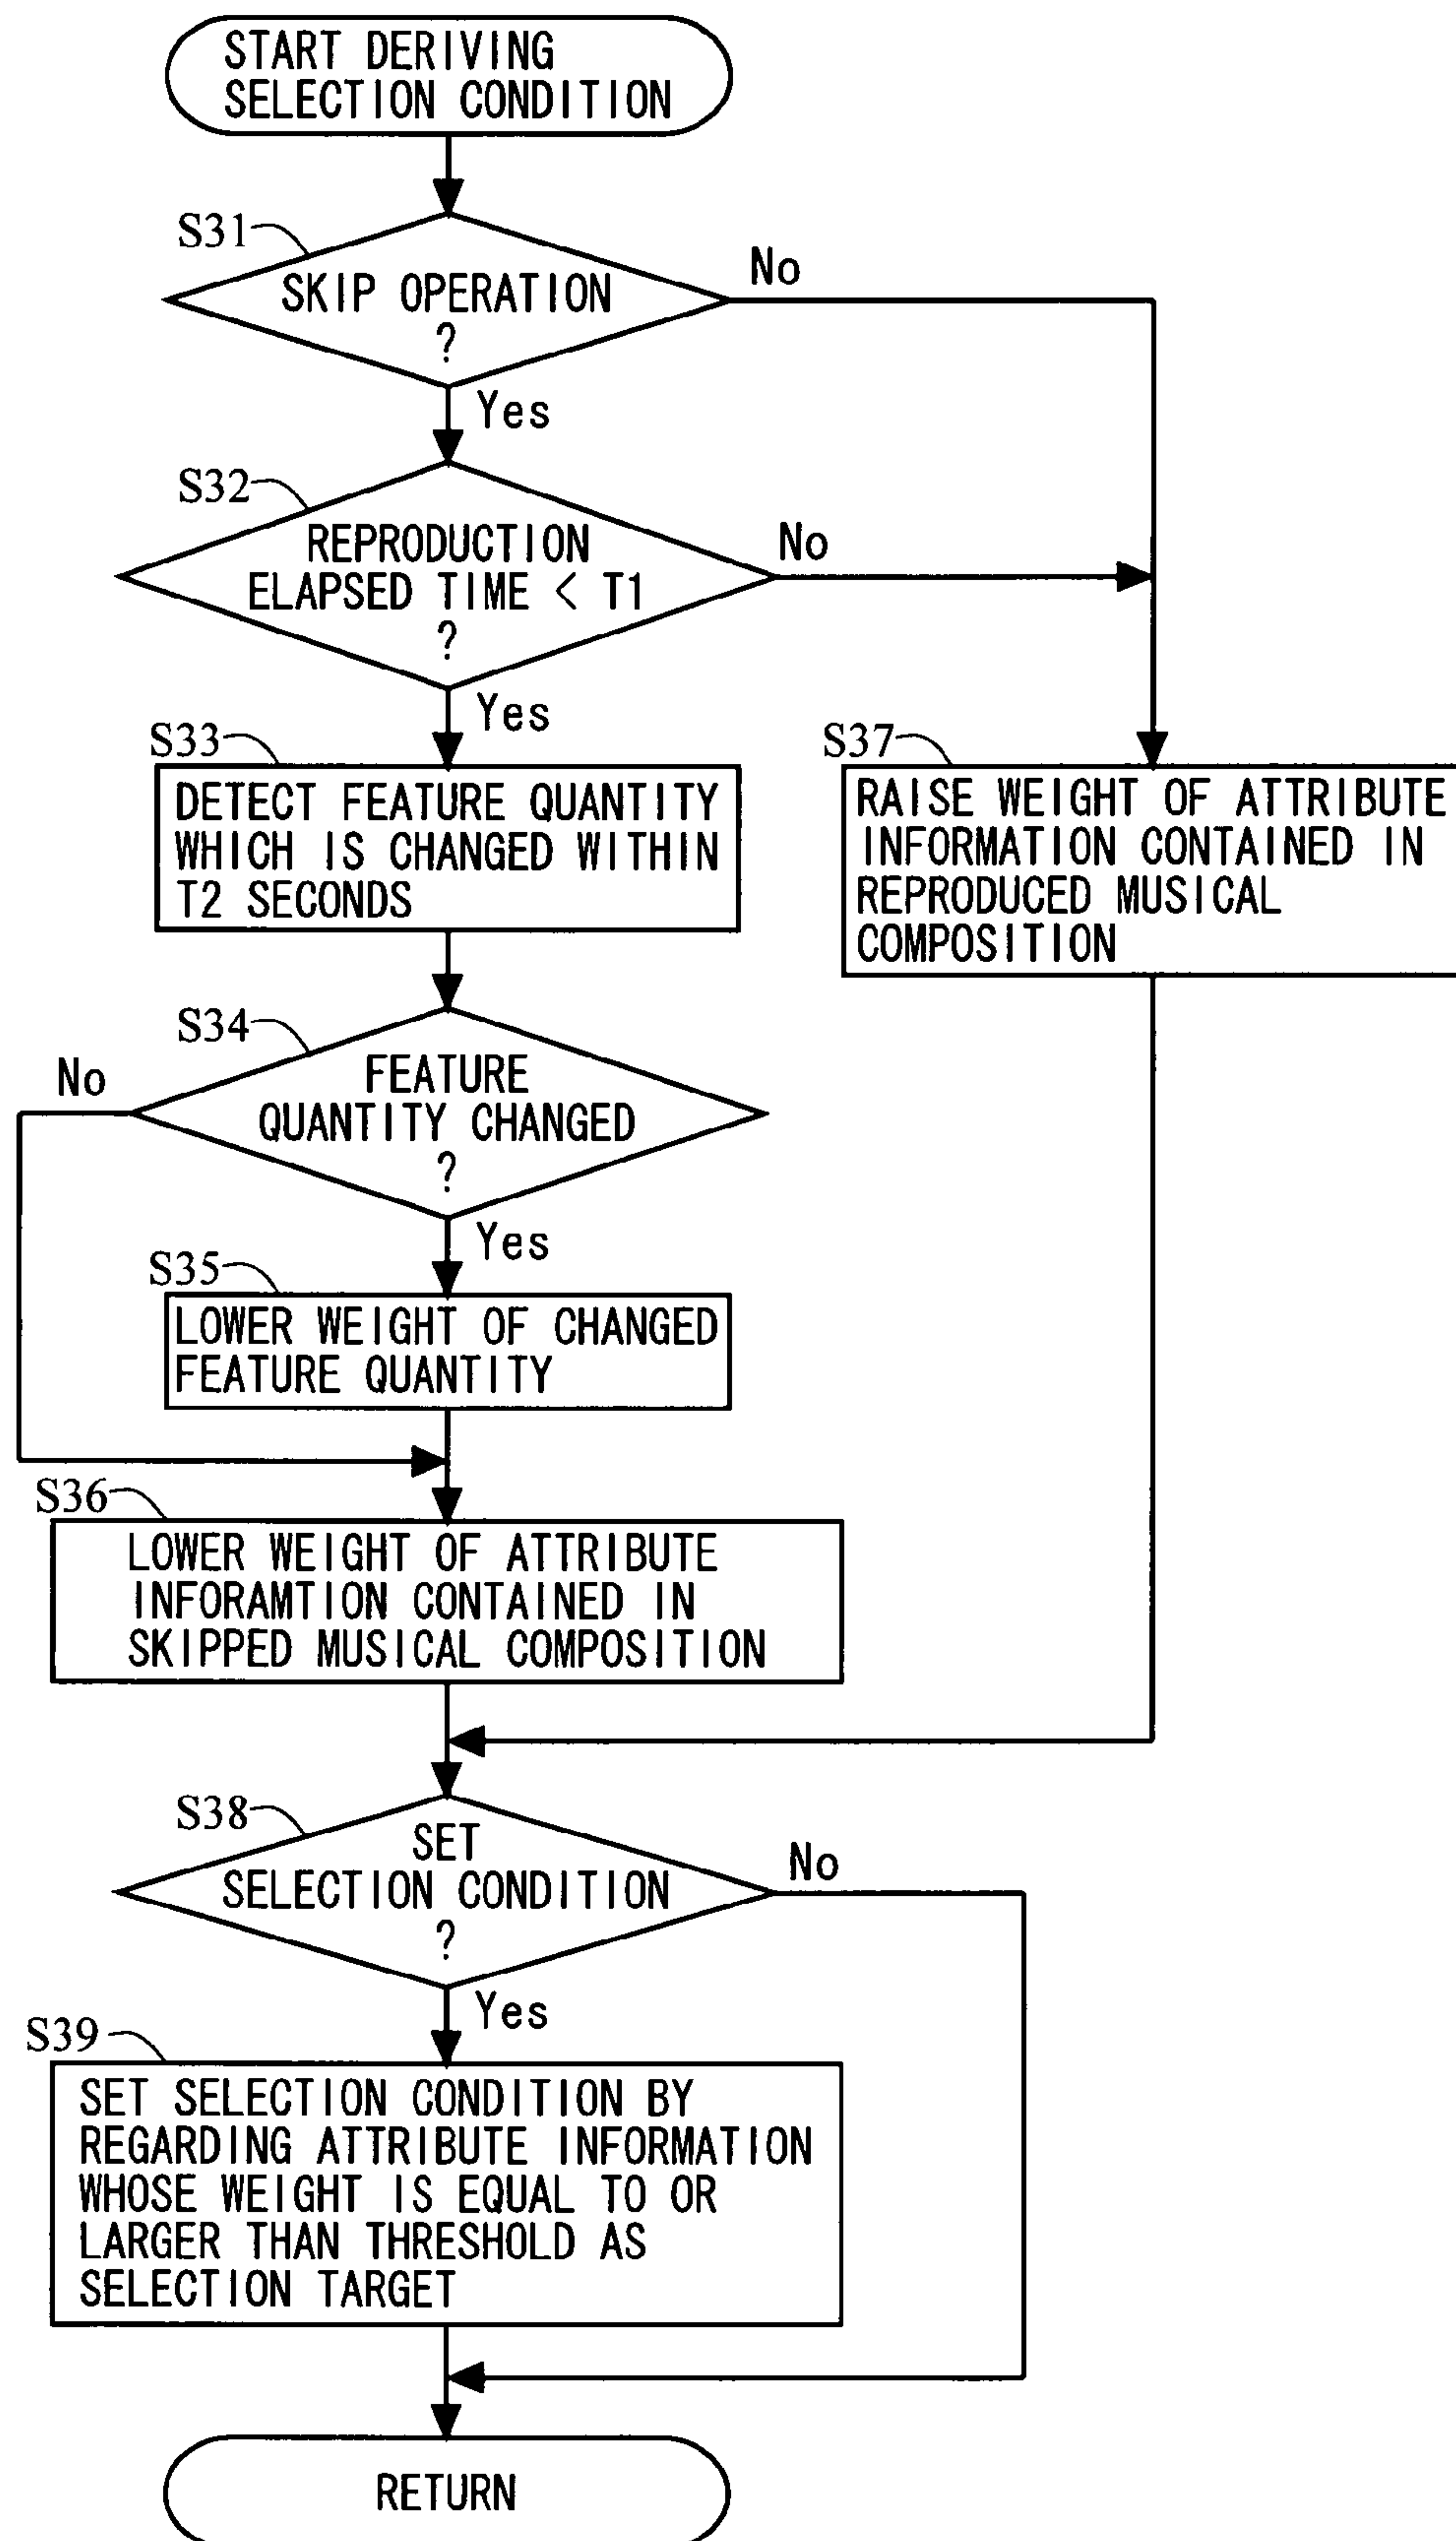 START DERIVING
SELECTION CONDITION
S31
SKIP OPERATION
?
No
Yes
S32
REPRODUCTION
ELAPSED TIME < T1
?
No
Yes
S33
DETECT FEATURE QUANTITY
WHICH IS CHANGED WITHIN
T2 SECONDS
S37
RAISE WEIGHT OF ATTRIBUTE
INFORMATION CONTAINED IN
REPRODUCED MUSICAL
COMPOSITION
S34
FEATURE
QUANTITY CHANGED
?
No
Yes
S35
LOWER WEIGHT OF CHANGED
FEATURE QUANTITY
S36
LOWER WEIGHT OF ATTRIBUTE
INFORAMTION CONTAINED IN
SKIPPED MUSICAL COMPOSITION
S38
SET
SELECTION CONDITION
?
No
Yes
S39
SET SELECTION CONDITION BY
REGARDING ATTRIBUTE INFORMATION
WHOSE WEIGHT IS EQUAL TO OR
LARGER THAN THRESHOLD AS
SELECTION TARGET
RETURN